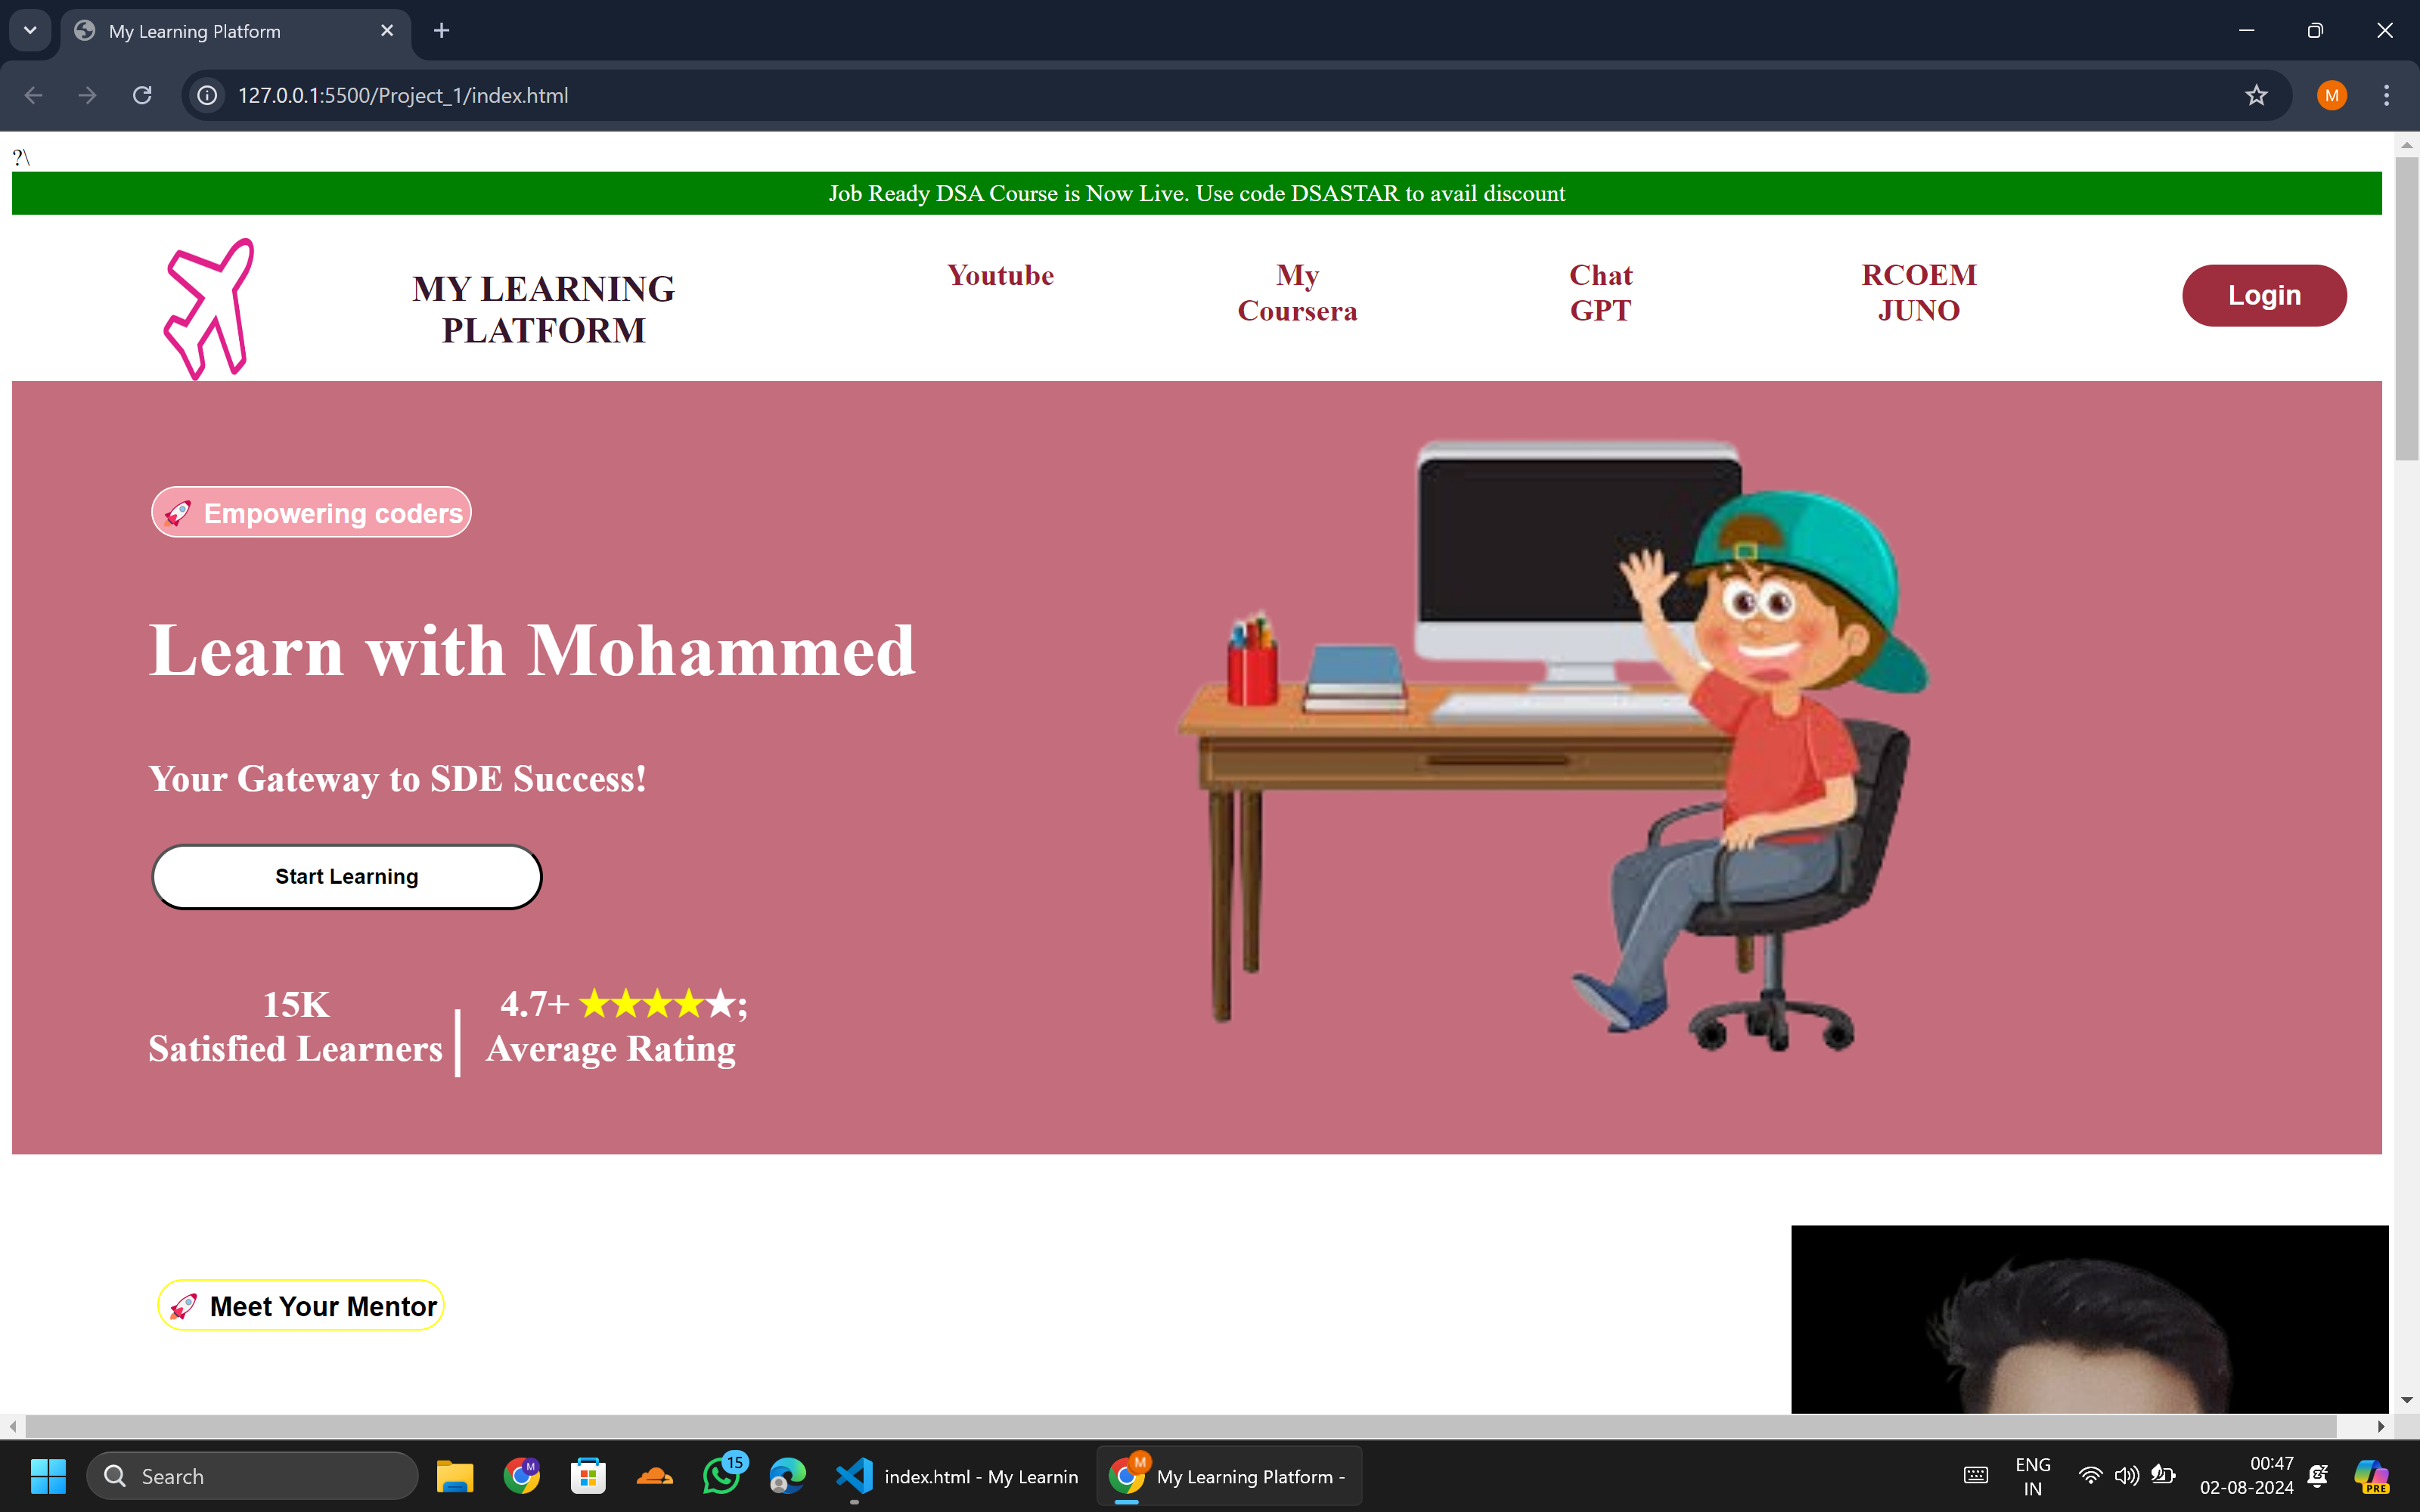 My Learning Platform
127.0.0.1:5500/Project_1/index.html
M
?\
Job Ready DSA Course is Now Live. Use code DSASTAR to avail discount
MY LEARNING
PLATFORM
Youtube
My
Coursera
Chat
GPT
RCOEM
JUNO
Login
🚀 Empowering coders
Learn with Mohammed
Your Gateway to SDE Success!
Start Learning
15K
Satisfied Learners
4.7+ ★★★★★;
Average Rating
🚀 Meet Your Mentor
Search
M
15
index.html - My Learnin
M
My Learning Platform -
ENG
IN
00:47
02-08-2024
PRE